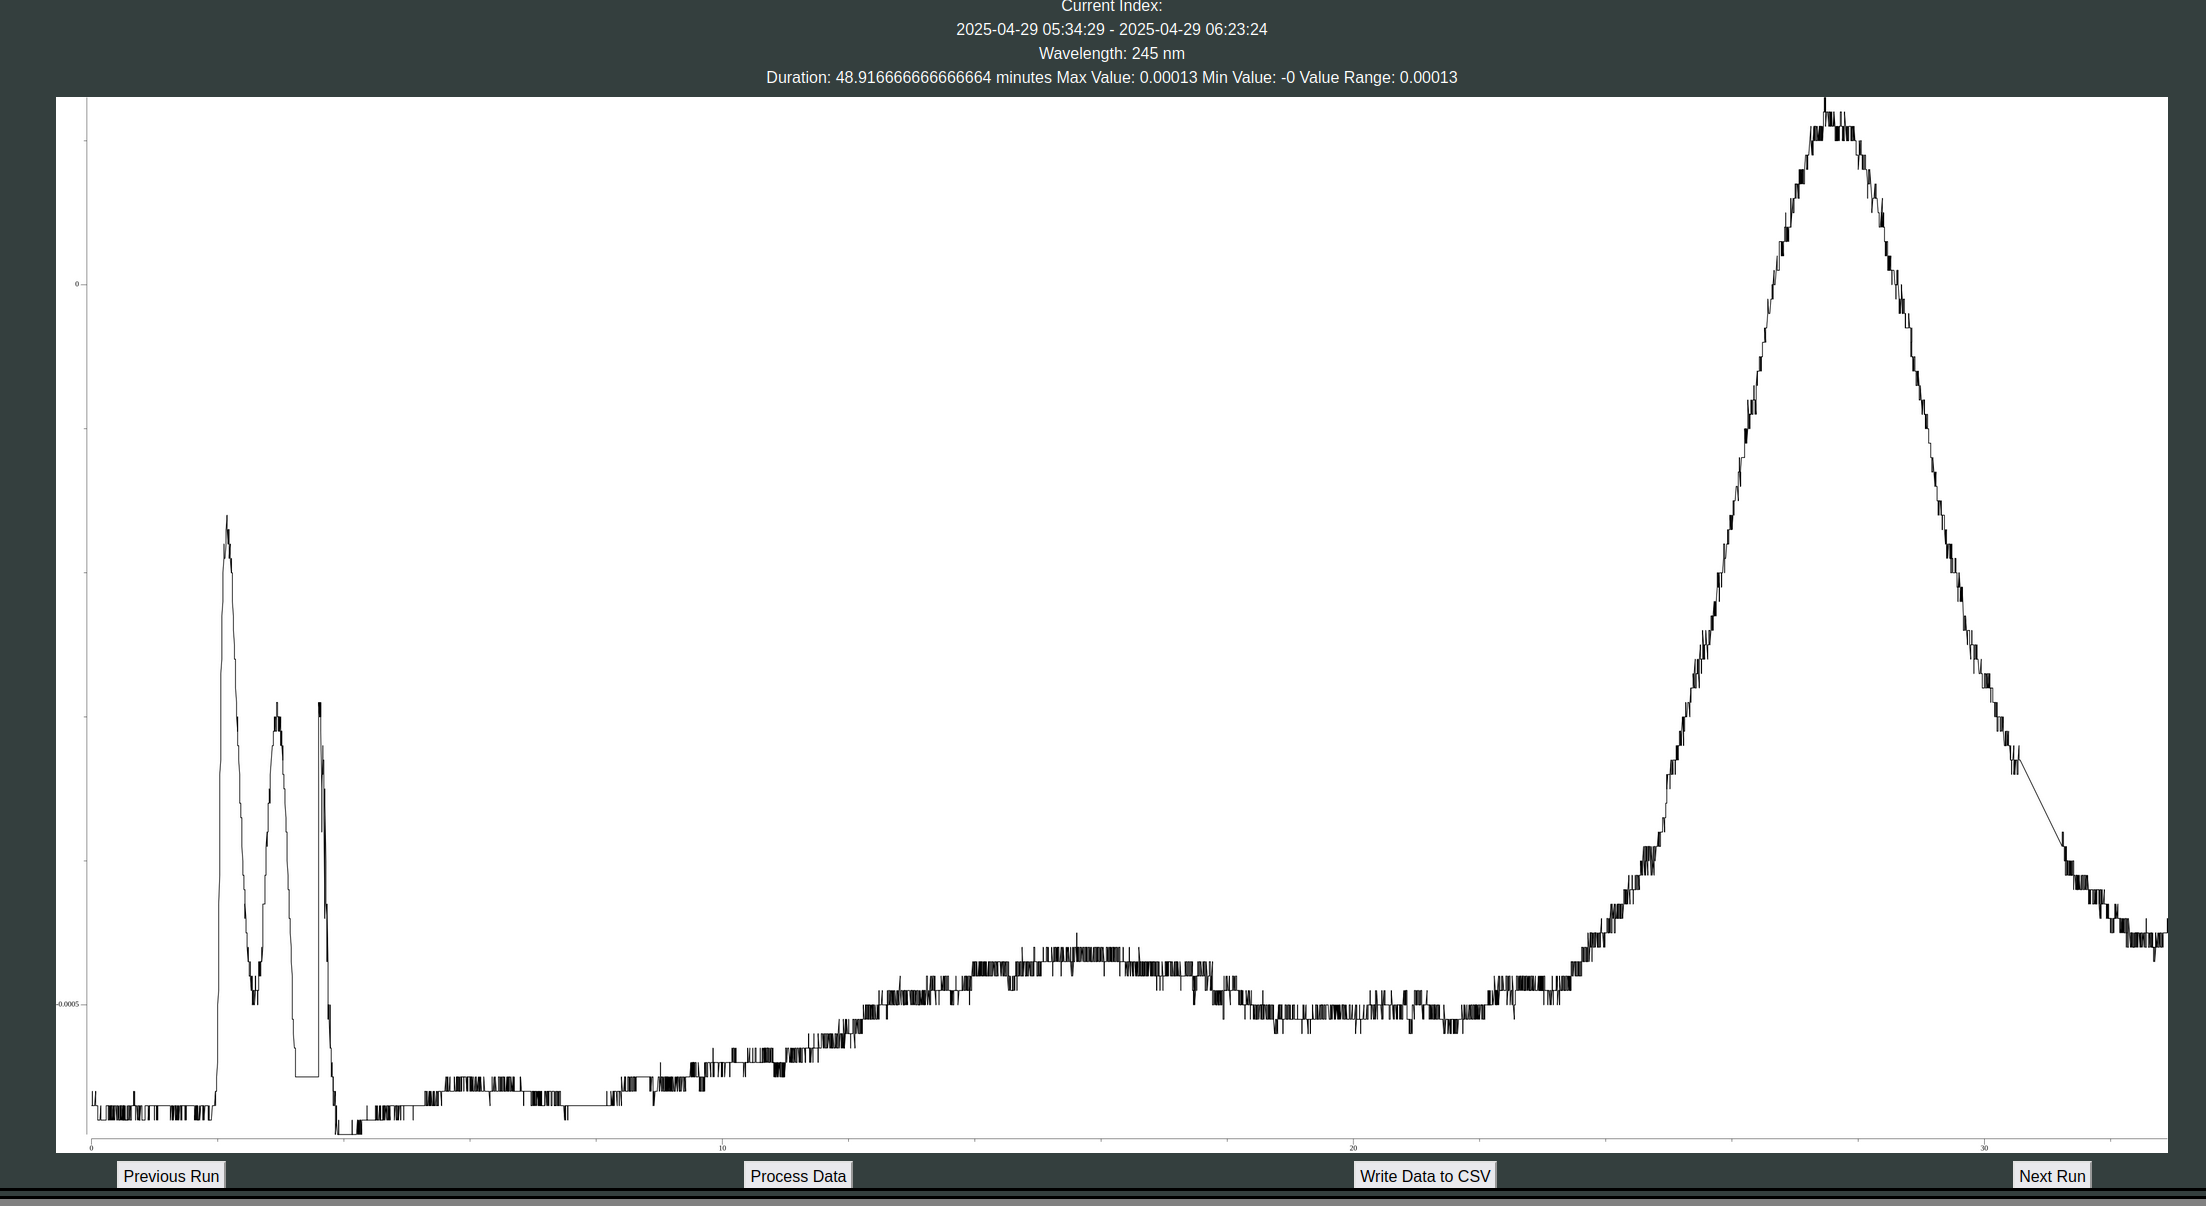 Current Index:
2025-04-29 05:34:29 - 2025-04-29 06:23:24
Wavelength: 245 nm
Duration: 48.916666666666664 minutes Max Value: 0.00013 Min Value: -0 Value Range: 0.00013
0
-0.0005
0 10 20 30
Previous Run Process Data Write Data to CSV Next Run